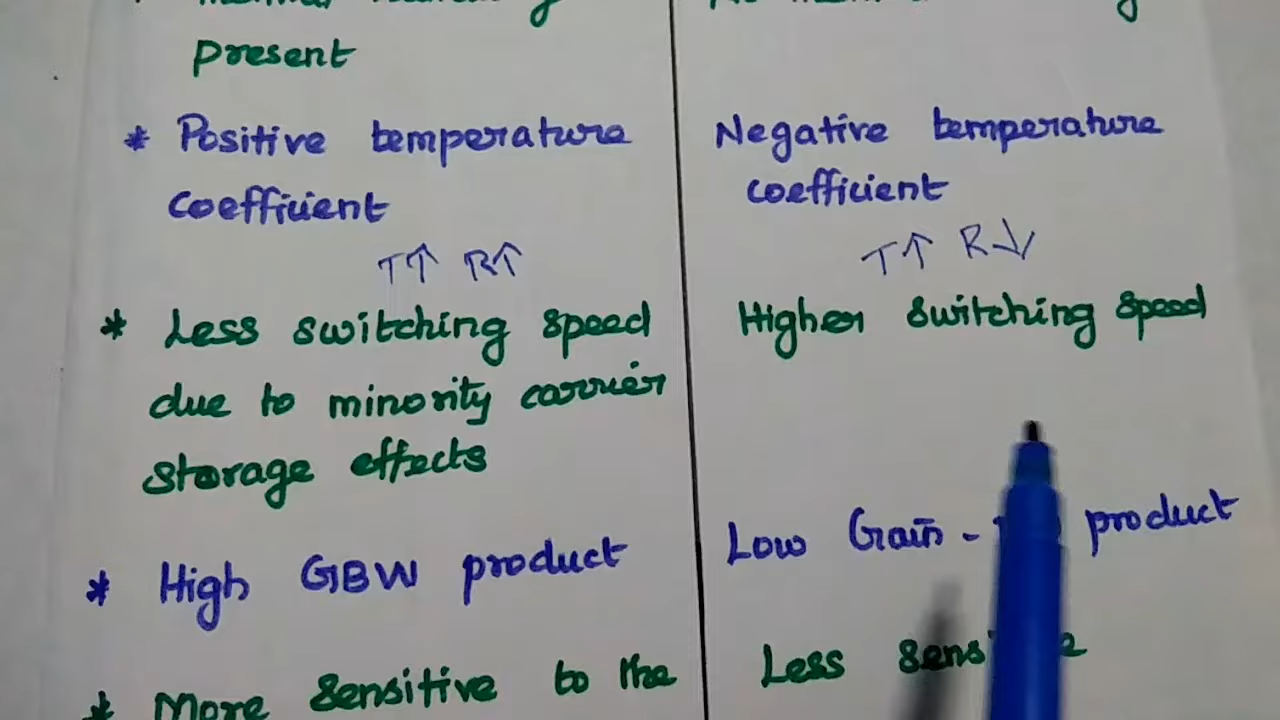 present
* Positive temperature
coefficient
T↑ R↑
* Less switching speed
due to minority carrier
storage effects
* High GBW product
* More sensitive to the
Negative temperature
coefficient
T↑ R↓
Higher switching speed
Low Gain - product
Less